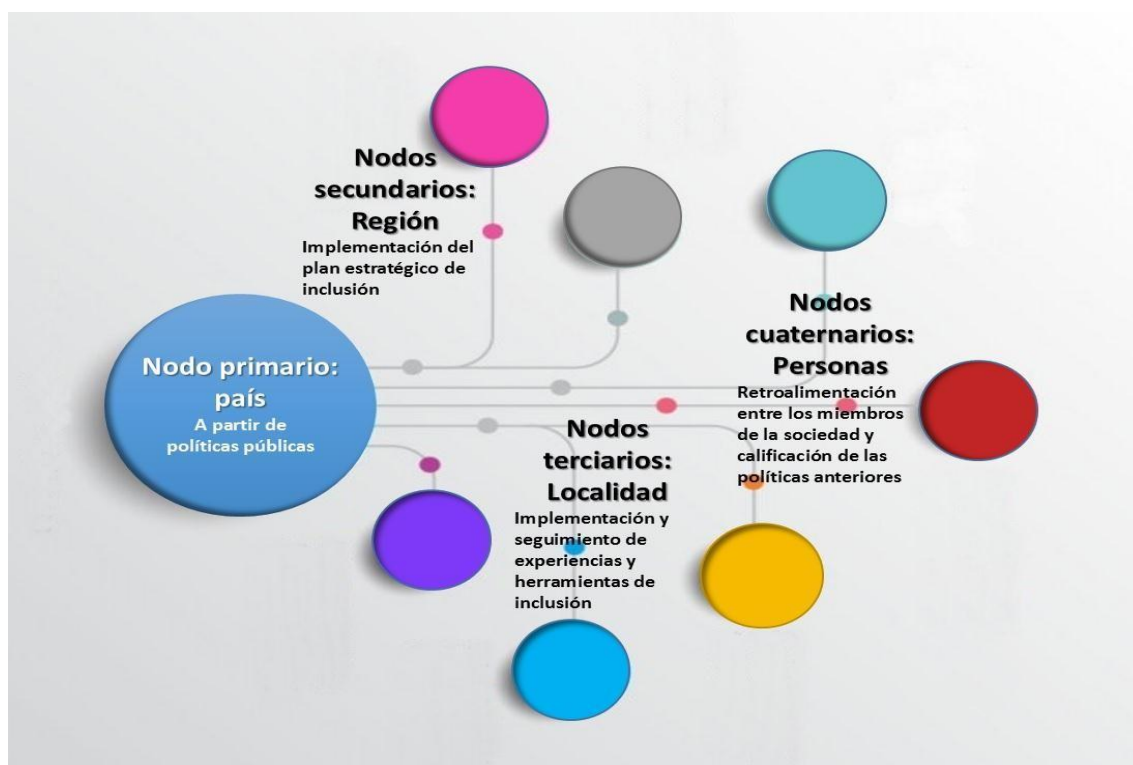 Nodo primario:
país
A partir de
políticas públicas
Nodos
secundarios:
Región
Implementación del
plan estratégico de
inclusión
Nodos
terciarios:
Localidad
Implementación y
seguimiento de
experiencias y
herramientas de
inclusión
Nodos
cuaternarios:
Personas
Retroalimentación
entre los miembros
de la sociedad y
calificación de las
políticas anteriores